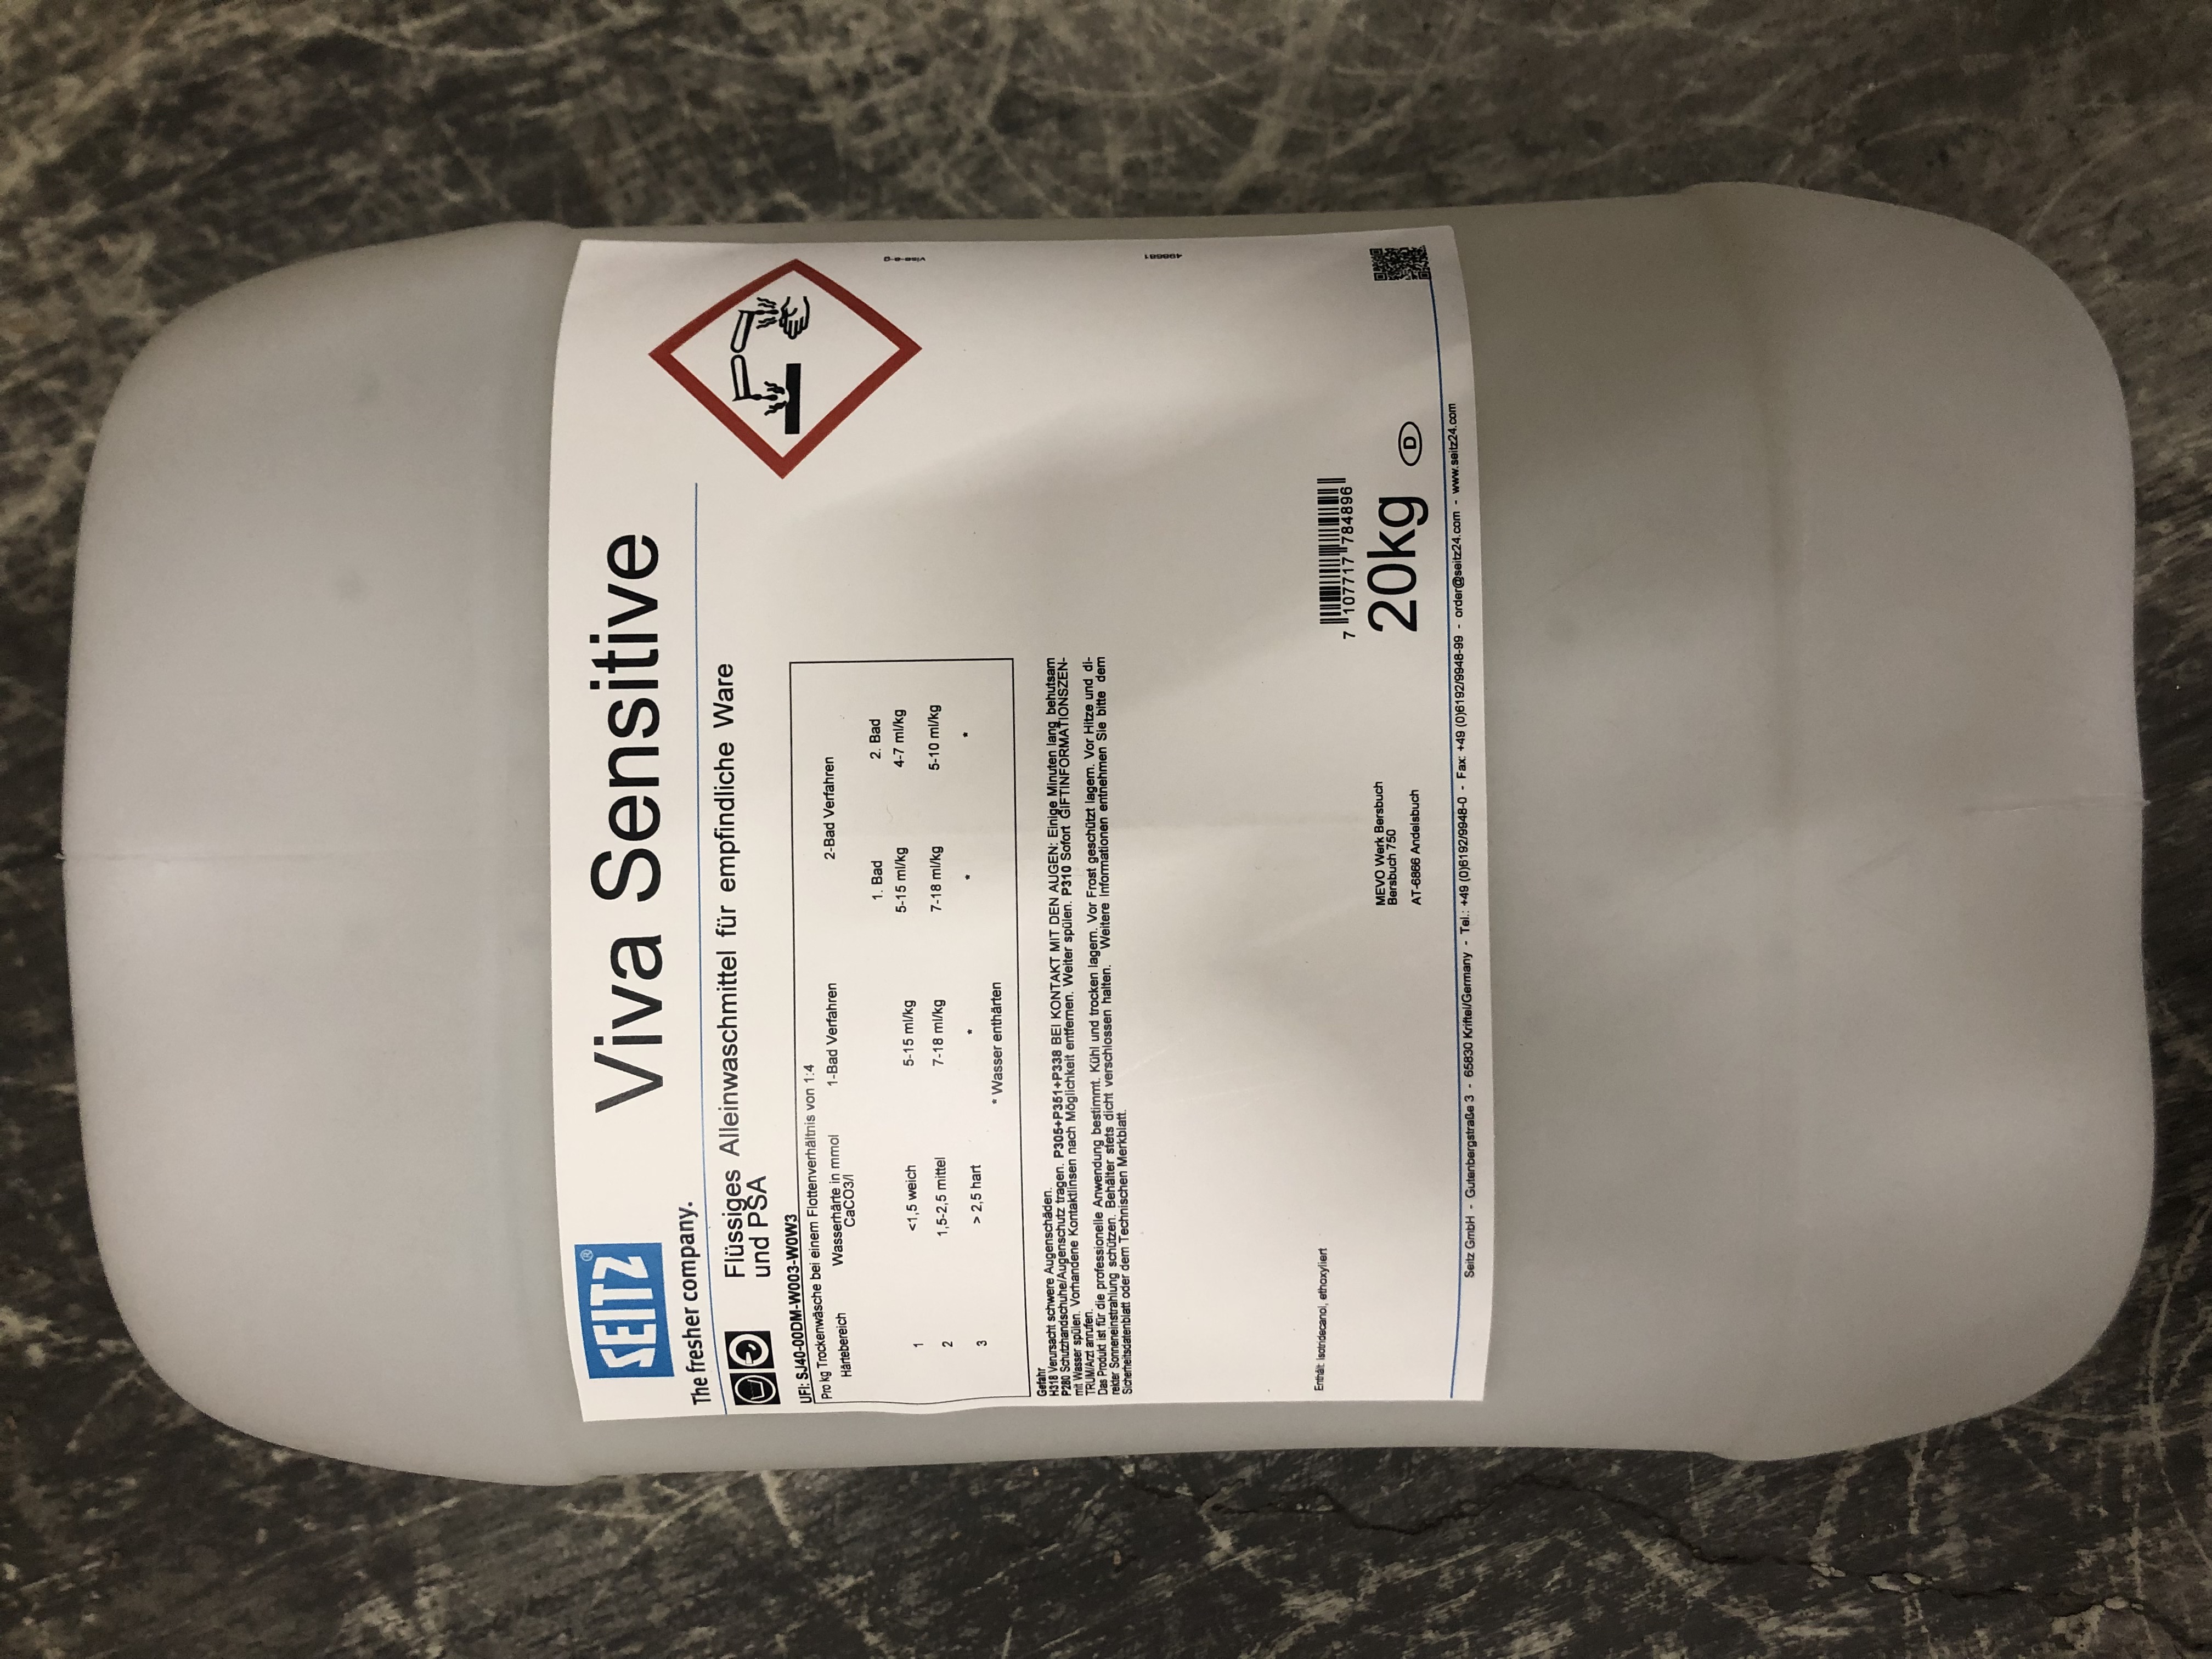 SEITZ®
The fresher company.
Viva Sensitive
Flüssiges Alleinwaschmittel für empfindliche Ware
und PSA
UFI: SJ40-00DM-W003-W0W3
Pro kg Trockenwäsche bei einem Flottenverhältnis von 1:4
Härtebereich Wasserhärte in mmol CaCO3/l 1-Bad Verfahren 2-Bad Verfahren
1. Bad 2. Bad
1 <1,5 weich 5-15 ml/kg 5-15 ml/kg 4-7 ml/kg
2 1,5-2,5 mittel 7-18 ml/kg 7-18 ml/kg 5-10 ml/kg
3 > 2,5 hart * * *
* Wasser enthärten
Gefahr
H318 Verursacht schwere Augenschäden.
P280 Schutzhandschuhe/Augenschutz tragen. P305+P351+P338 BEI KONTAKT MIT DEN AUGEN: Einige Minuten lang behutsam
mit Wasser spülen. Vorhandene Kontaktlinsen nach Möglichkeit entfernen. Weiter spülen. P310 Sofort GIFTINFORMATIONSZEN-
TRUM/Arzt anrufen.
Das Produkt ist für die professionelle Anwendung bestimmt. Kühl und trocken lagern. Vor Frost geschützt lagern. Vor Hitze und di-
rekter Sonneneinstrahlung schützen. Behälter stets dicht verschlossen halten. Weitere Informationen entnehmen Sie bitte dem
Sicherheitsdatenblatt oder dem Technischen Merkblatt.
vise-e-g
498681
Enthält: Isotridecanol, ethoxyliert
MEVO Werk Bersbuch
Bersbuch 750
AT-6866 Andelsbuch
7 107717 784896
20kg
D
Seitz GmbH - Gutenbergstraße 3 - 65830 Kriftel/Germany - Tel.: +49 (0)6192/9948-0 - Fax: +49 (0)6192/9948-99 - order@seitz24.com - www.seitz24.com